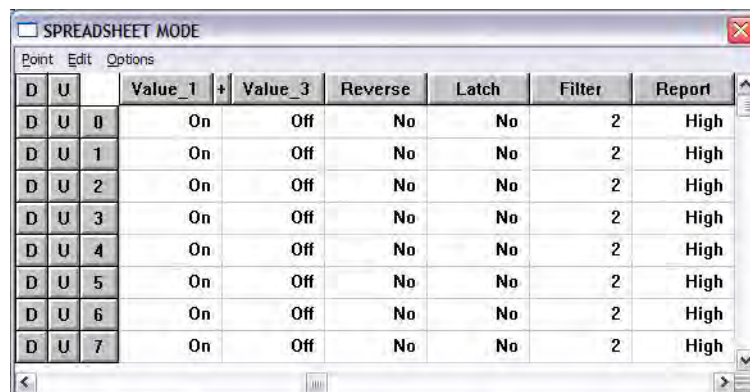 SPREADSHEET MODE
Point Edit Options
D U Value_1 + Value_3 Reverse Latch Filter Report
D U 0 On Off No No 2 High
D U 1 On Off No No 2 High
D U 2 On Off No No 2 High
D U 3 On Off No No 2 High
D U 4 On Off No No 2 High
D U 5 On Off No No 2 High
D U 6 On Off No No 2 High
D U 7 On Off No No 2 High